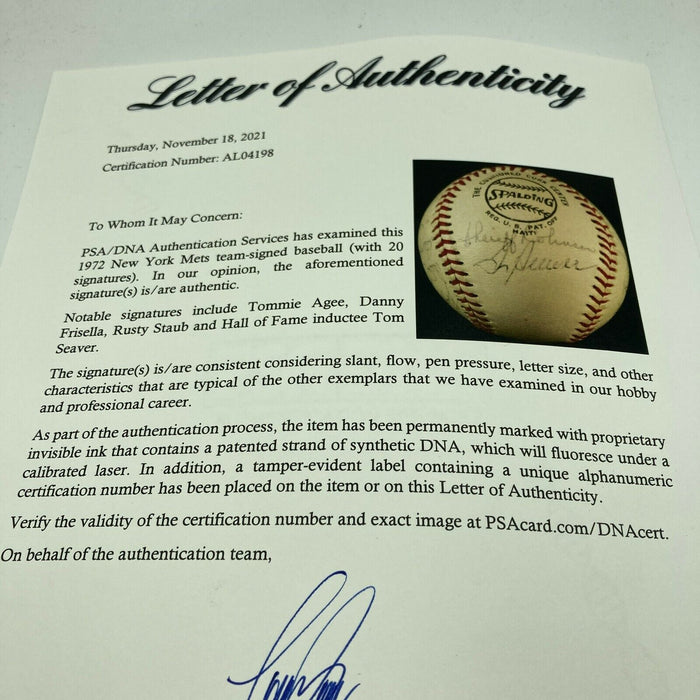 Letter of Authenticity
Thursday, November 18, 2021
Certification Number: AL04198
THE CUSHIONED CORK CENTER
SPALDING
REG. U.S. PAT. OFF.
HAITI
To Whom It May Concern:
PSA/DNA Authentication Services has examined this
1972 New York Mets team-signed baseball (with 20
signatures). In our opinion, the aforementioned
signature(s) is/are authentic.
Notable signatures include Tommie Agee, Danny
Frisella, Rusty Staub and Hall of Fame inductee Tom
Seaver.
The signature(s) is/are consistent considering slant, flow, pen pressure, letter size, and other
characteristics that are typical of the other exemplars that we have examined in our hobby
and professional career.
As part of the authentication process, the item has been permanently marked with proprietary
invisible ink that contains a patented strand of synthetic DNA, which will fluoresce under a
calibrated laser. In addition, a tamper-evident label containing a unique alphanumeric
certification number has been placed on the item or on this Letter of Authenticity.
Verify the validity of the certification number and exact image at PSAcard.com/DNAcert.
On behalf of the authentication team,